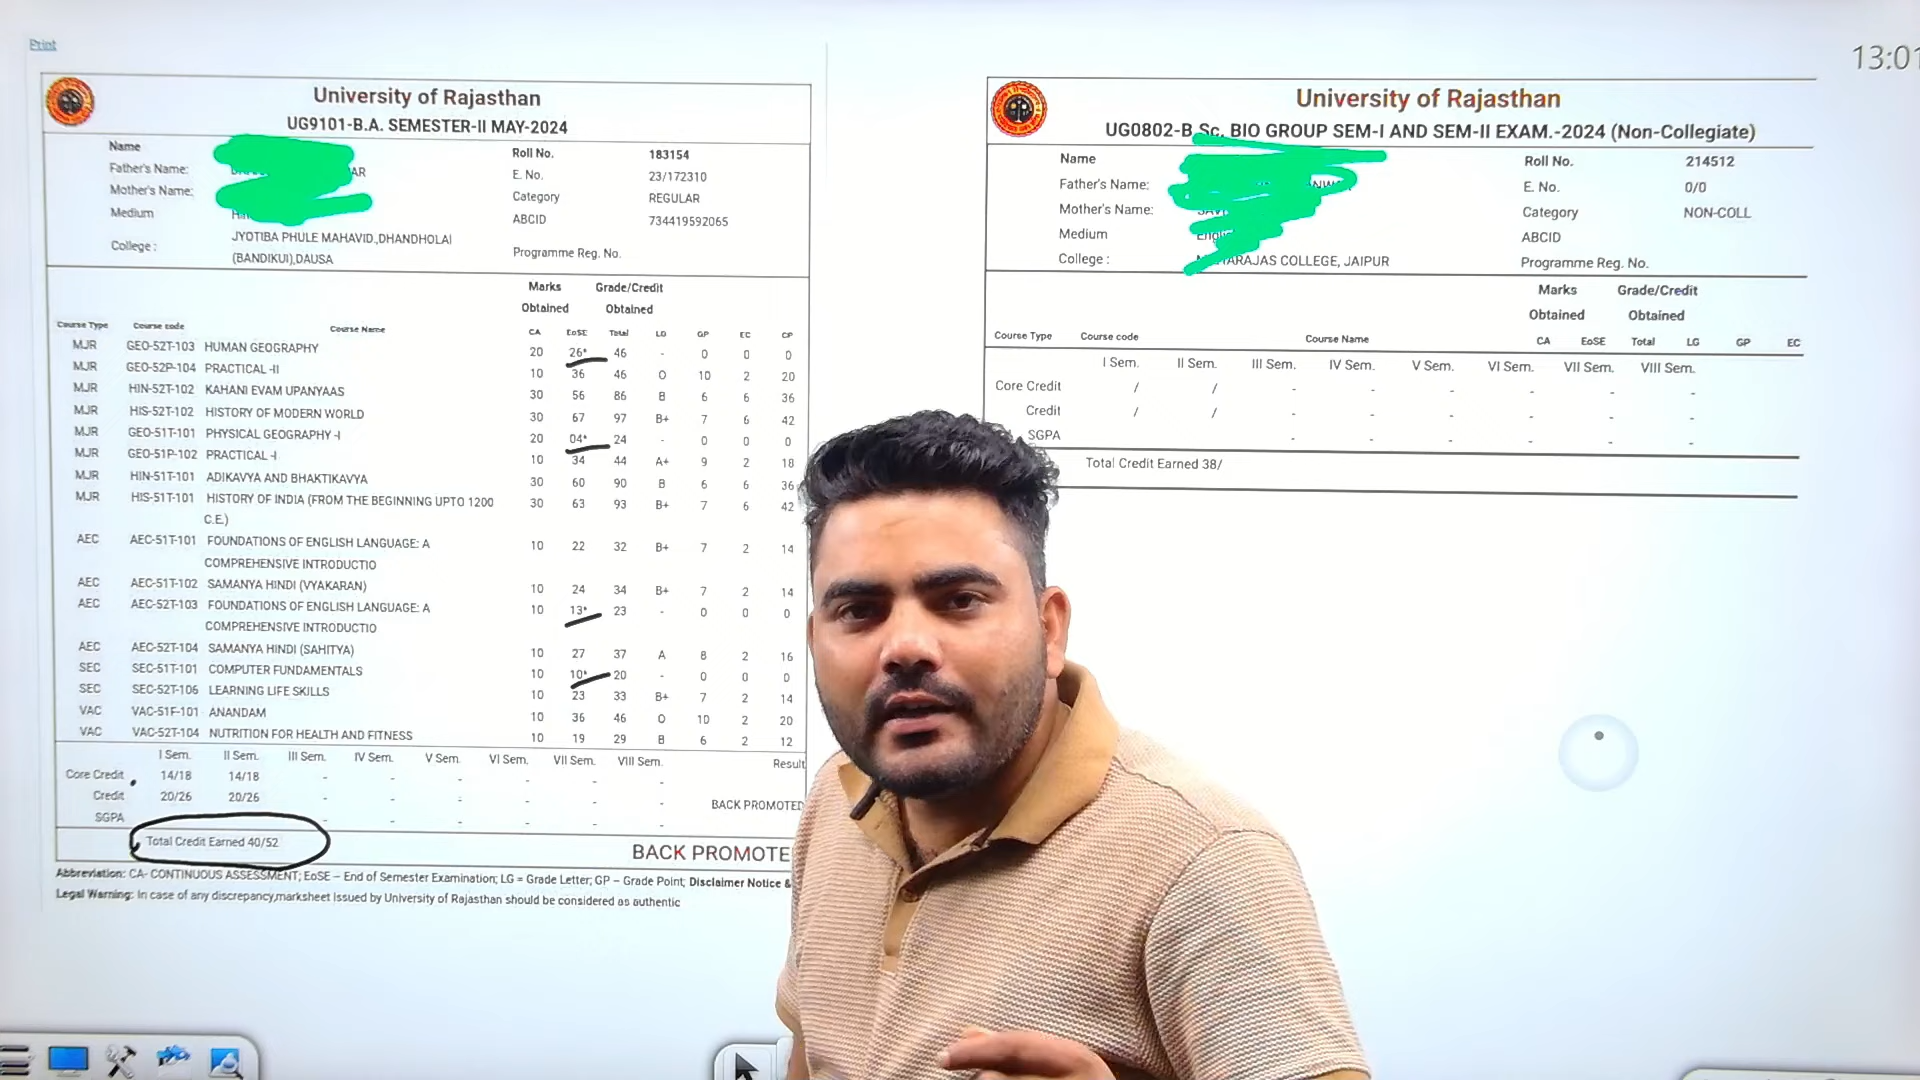 Print
13:01
University of Rajasthan
UG9101-B.A. SEMESTER-II MAY-2024
Name
Roll No. 183154
Father's Name: AR
E. No. 23/172310
Mother's Name:
Category REGULAR
Medium
ABCID 734419592065
College : JYOTIBA PHULE MAHAVID.,DHANDHOLAI
(BANDIKUI),DAUSA
Programme Reg. No.
Marks Grade/Credit
Obtained Obtained
Course Type Course code Course Name CA EoSE Total LG GP EC CP
MJR GEO-52T-103 HUMAN GEOGRAPHY 20 26* 46 - 0 0 0
MJR GEO-52P-104 PRACTICAL -II 10 36 46 O 10 2 20
MJR HIN-52T-102 KAHANI EVAM UPANYAAS 30 56 86 B 6 6 36
MJR HIS-52T-102 HISTORY OF MODERN WORLD 30 67 97 B+ 7 6 42
MJR GEO-51T-101 PHYSICAL GEOGRAPHY -I 20 04* 24 - 0 0 0
MJR GEO-51P-102 PRACTICAL -I 10 34 44 A+ 9 2 18
MJR HIN-51T-101 ADIKAVYA AND BHAKTIKAVYA 30 60 90 B 6 6 36
MJR HIS-51T-101 HISTORY OF INDIA (FROM THE BEGINNING UPTO 1200 30 63 93 B+ 7 6 42
C.E.)
AEC AEC-51T-101 FOUNDATIONS OF ENGLISH LANGUAGE: A 10 22 32 B+ 7 2 14
COMPREHENSIVE INTRODUCTIO
AEC AEC-51T-102 SAMANYA HINDI (VYAKARAN) 10 24 34 B+ 7 2 14
AEC AEC-52T-103 FOUNDATIONS OF ENGLISH LANGUAGE: A 10 13* 23 - 0 0 0
COMPREHENSIVE INTRODUCTIO
AEC AEC-52T-104 SAMANYA HINDI (SAHITYA) 10 27 37 A 8 2 16
SEC SEC-51T-101 COMPUTER FUNDAMENTALS 10 10* 20 - 0 0 0
SEC SEC-52T-106 LEARNING LIFE SKILLS 10 23 33 B+ 7 2 14
VAC VAC-51F-101 ANANDAM 10 36 46 O 10 2 20
VAC VAC-52T-104 NUTRITION FOR HEALTH AND FITNESS 10 19 29 B 6 2 12
I Sem. II Sem. III Sem. IV Sem. V Sem. VI Sem. VII Sem. VIII Sem. Result
Core Credit 14/18 14/18 - - - - - -
Credit 20/26 20/26 - - - - - - BACK PROMOTED
SGPA - - - - - -
Total Credit Earned 40/52
BACK PROMOTE
Abbreviation: CA- CONTINUOUS ASSESSMENT; EoSE – End of Semester Examination; LG = Grade Letter; GP – Grade Point; Disclaimer Notice &
Legal Warning: In case of any discrepancy,marksheet issued by University of Rajasthan should be considered as authentic
University of Rajasthan
UG0802-B.Sc. BIO GROUP SEM-I AND SEM-II EXAM.-2024 (Non-Collegiate)
Name
Roll No. 214512
Father's Name:
E. No. 0/0
Mother's Name:
Category NON-COLL
Medium
ABCID
College : ARAJAS COLLEGE, JAIPUR
Programme Reg. No.
Marks Grade/Credit
Obtained Obtained
Course Type Course code Course Name CA EoSE Total LG GP EC
I Sem. II Sem. III Sem. IV Sem. V Sem. VI Sem. VII Sem. VIII Sem.
Core Credit / / - - - - - -
Credit / / - - - - - -
SGPA - - - - - -
Total Credit Earned 38/